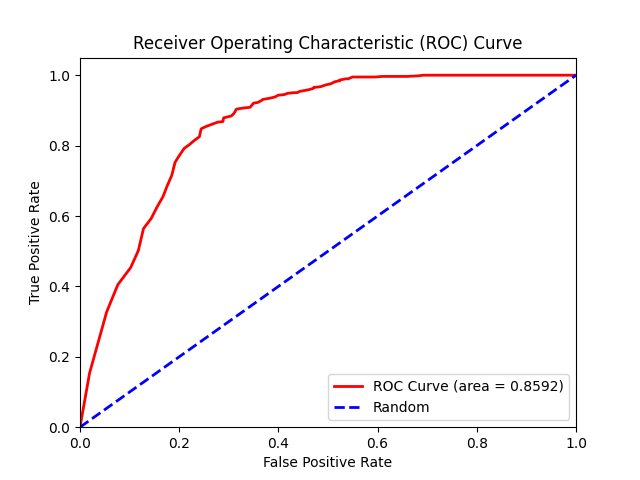 Receiver Operating Characteristic (ROC) Curve
1.0
0.8
0.6
0.4
0.2
0.0
True Positive Rate
ROC Curve (area = 0.8592)
Random
0.0 0.2 0.4 0.6 0.8 1.0
False Positive Rate